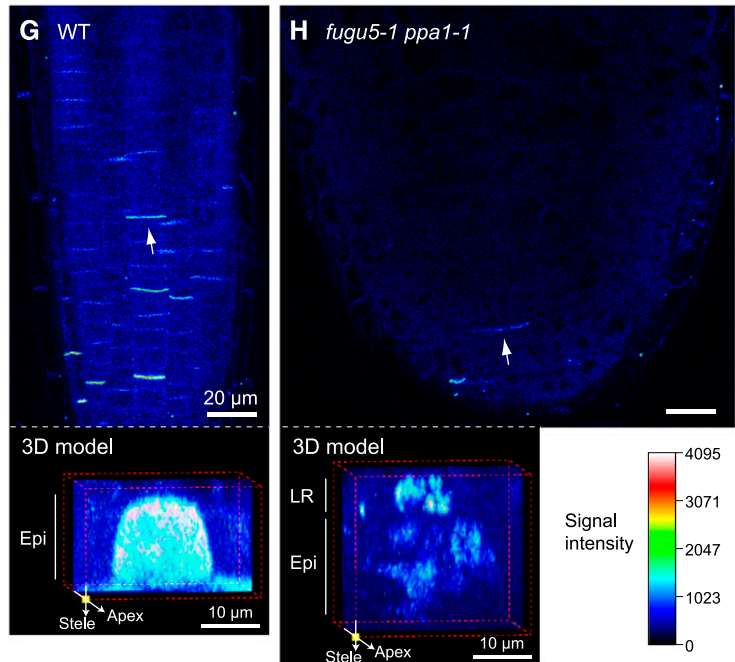 G WT
H fugu5-1 ppa1-1
20 µm
3D model
Epi
Stele
Apex
10 µm
3D model
LR
Epi
Stele
Apex
10 µm
Signal
intensity
4095
3071
2047
1023
0